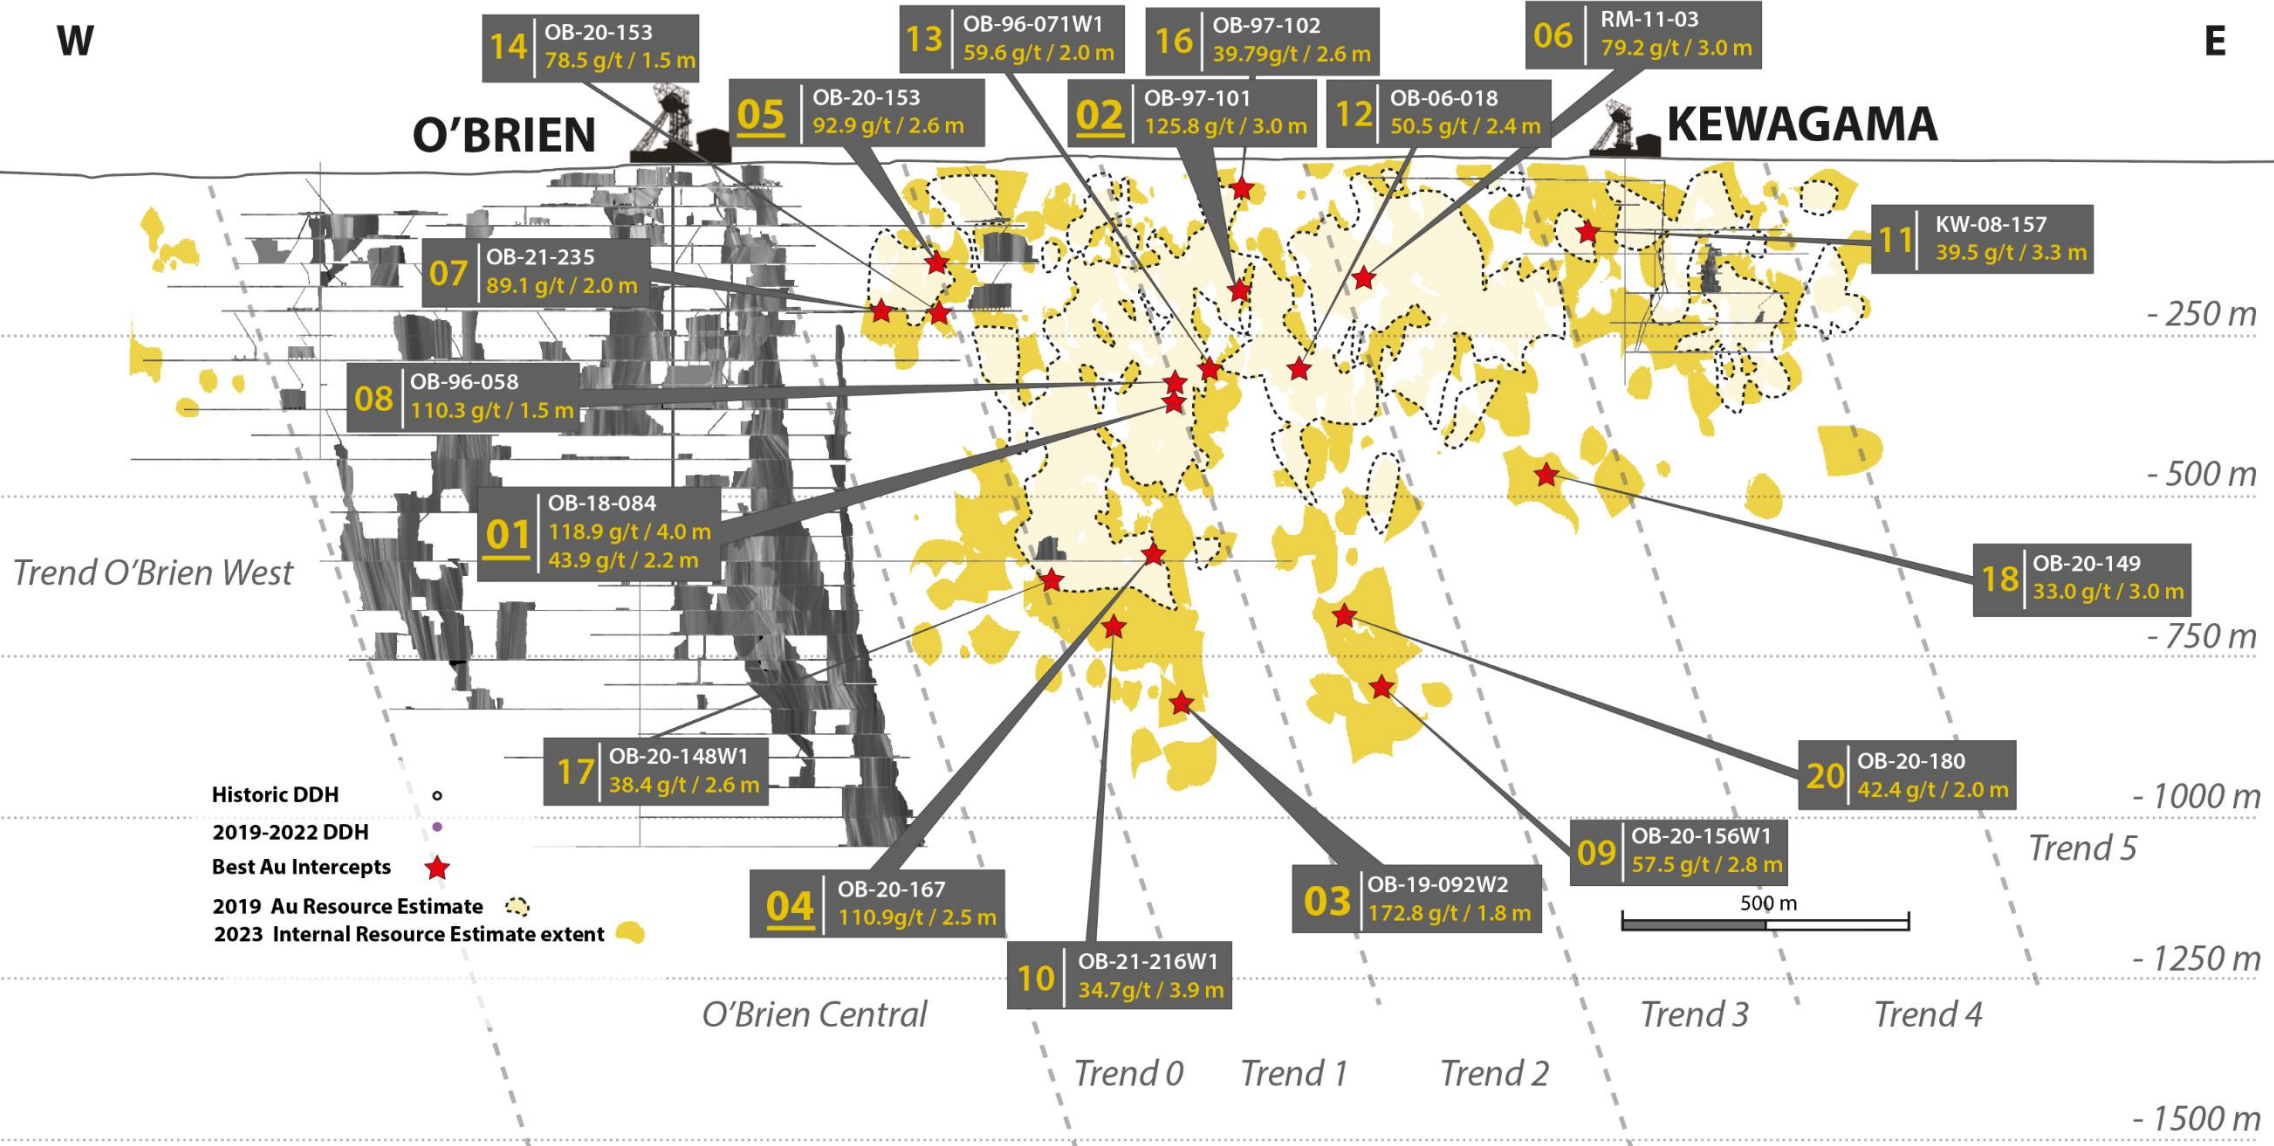 W
E
14
OB-20-153
78.5 g/t / 1.5 m
13
OB-96-071W1
59.6 g/t / 2.0 m
16
OB-97-102
39.79g/t / 2.6 m
06
RM-11-03
79.2 g/t / 3.0 m
O'BRIEN
05
OB-20-153
92.9 g/t / 2.6 m
02
OB-97-101
125.8 g/t / 3.0 m
12
OB-06-018
50.5 g/t / 2.4 m
KEWAGAMA
11
KW-08-157
39.5 g/t / 3.3 m
07
OB-21-235
89.1 g/t / 2.0 m
- 250 m
08
OB-96-058
110.3 g/t / 1.5 m
- 500 m
01
OB-18-084
118.9 g/t / 4.0 m
43.9 g/t / 2.2 m
Trend O'Brien West
18
OB-20-149
33.0 g/t / 3.0 m
- 750 m
17
OB-20-148W1
38.4 g/t / 2.6 m
20
OB-20-180
42.4 g/t / 2.0 m
- 1000 m
Historic DDH
2019-2022 DDH
Best Au Intercepts
2019 Au Resource Estimate
2023 Internal Resource Estimate extent
09
OB-20-156W1
57.5 g/t / 2.8 m
Trend 5
04
OB-20-167
110.9g/t / 2.5 m
03
OB-19-092W2
172.8 g/t / 1.8 m
500 m
10
OB-21-216W1
34.7g/t / 3.9 m
- 1250 m
O'Brien Central
Trend 3
Trend 4
Trend 0
Trend 1
Trend 2
- 1500 m